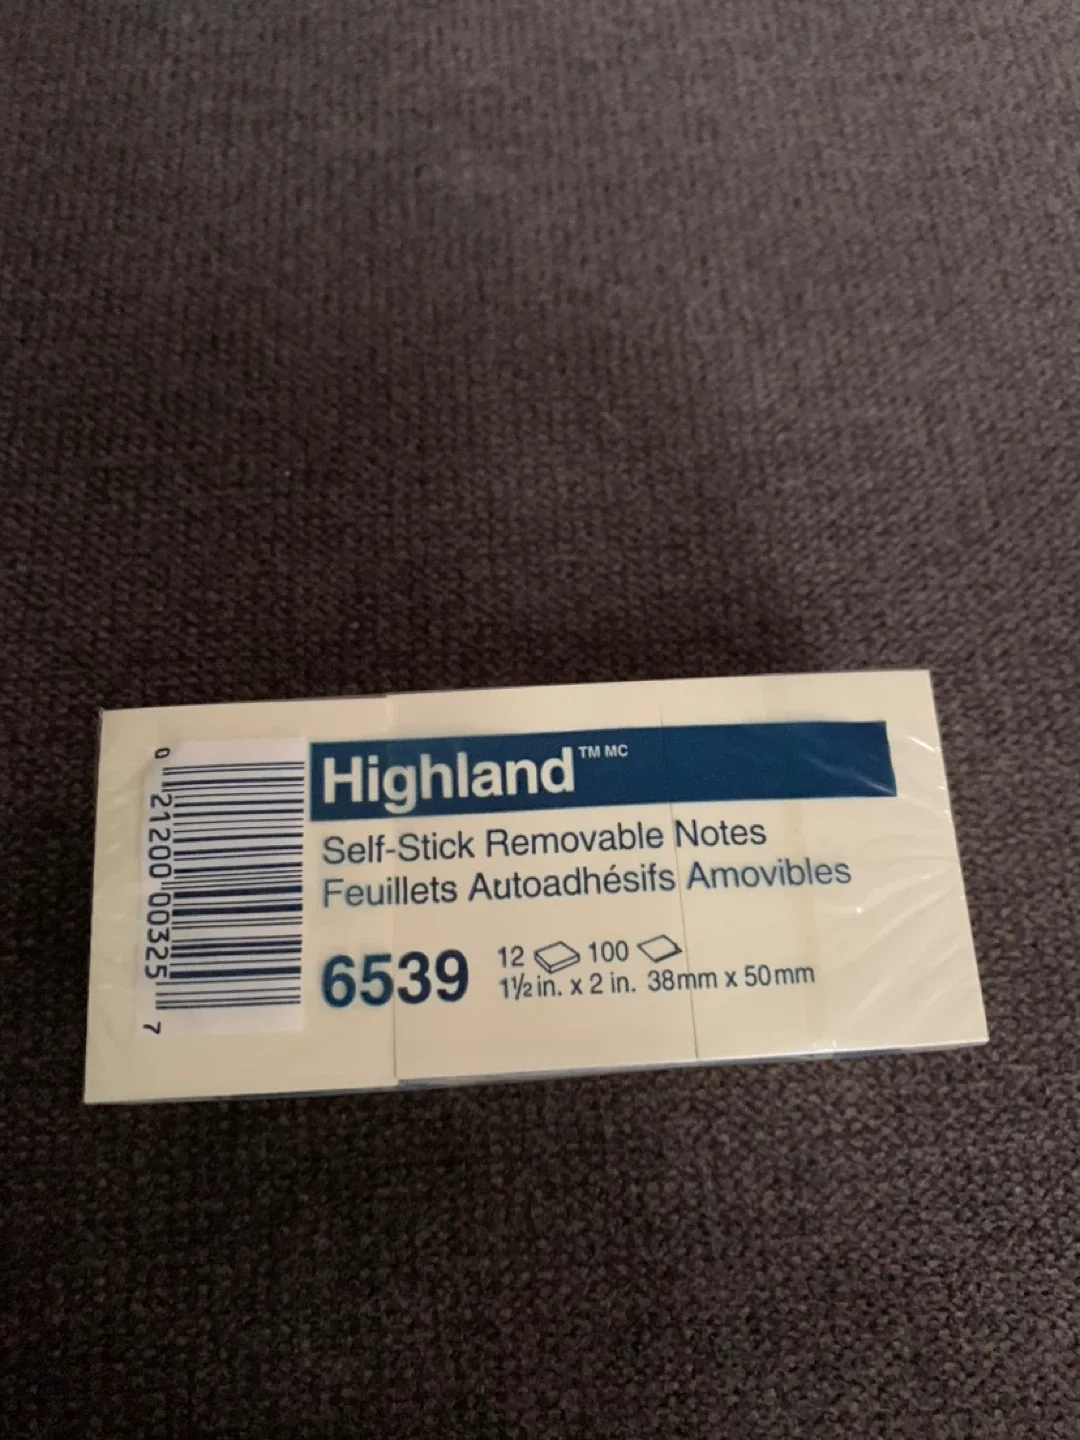 Highland™ MC
Self-Stick Removable Notes
Feuillets Autoadhésifs Amovibles
6539
12 100
1½ in. x 2 in. 38mm x 50mm
0 21200 00325 7